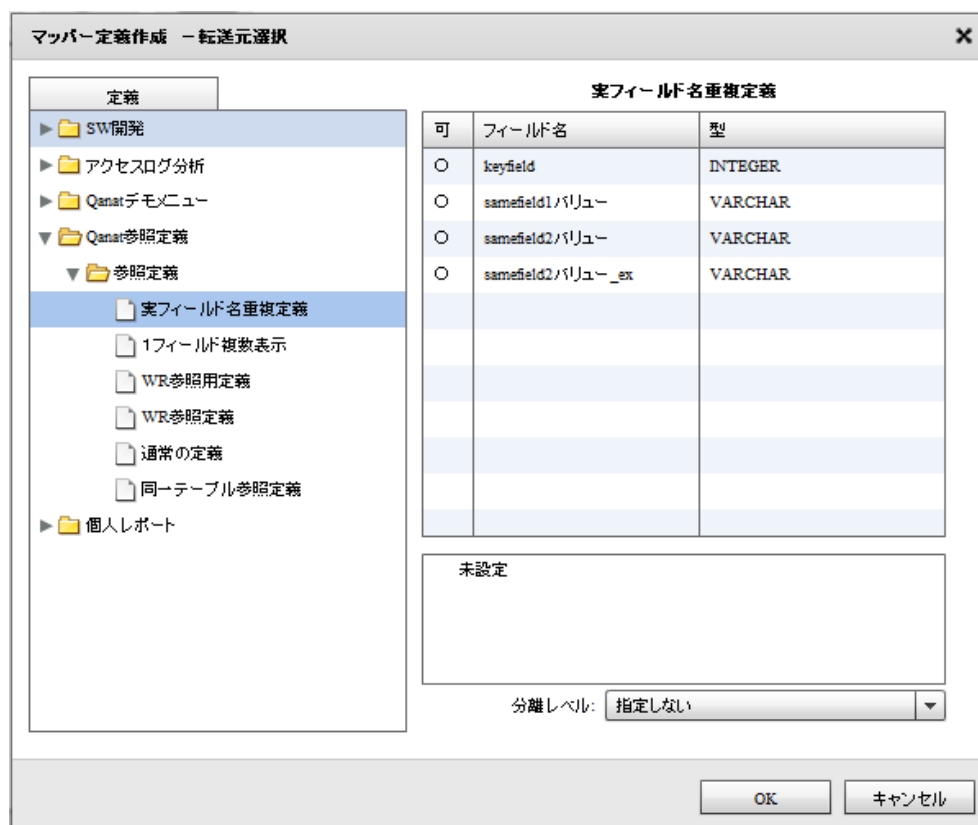 マッパー定義作成 －転送元選択
定義
SW開発
アクセスログ分析
Qanatデモメニュー
Qanat参照定義
参照定義
実フィールド名重複定義
1フィールド複数表示
WR参照用定義
WR参照定義
通常の定義
同一テーブル参照定義
個人レポート
実フィールド名重複定義
可 フィールド名 型
○ keyfield INTEGER
○ samefield1バリュー VARCHAR
○ samefield2バリュー VARCHAR
○ samefield2バリュー_ex VARCHAR
未設定
分離レベル: 指定しない
OK キャンセル